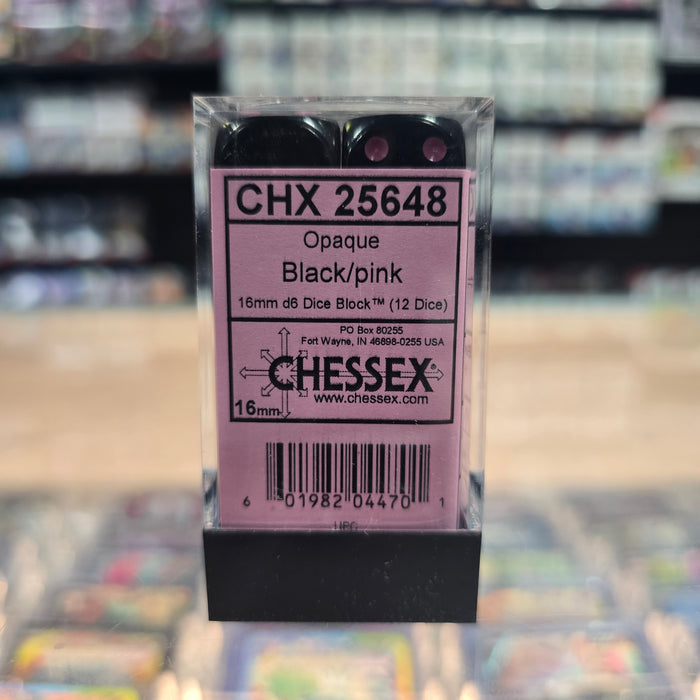 CHX 25648
Opaque
Black/pink
16mm d6 Dice Block™ (12 Dice)
PO Box 80255
Fort Wayne, IN 46898-0255 USA
CHESSEX®
www.chessex.com
16mm
6 01982 04470 1
UPC